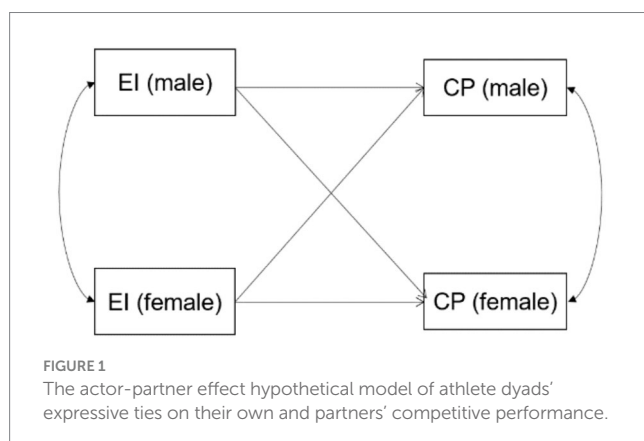 EI (male)
CP (male)
EI (female)
CP (female)
FIGURE 1
The actor-partner effect hypothetical model of athlete dyads’
expressive ties on their own and partners’ competitive performance.